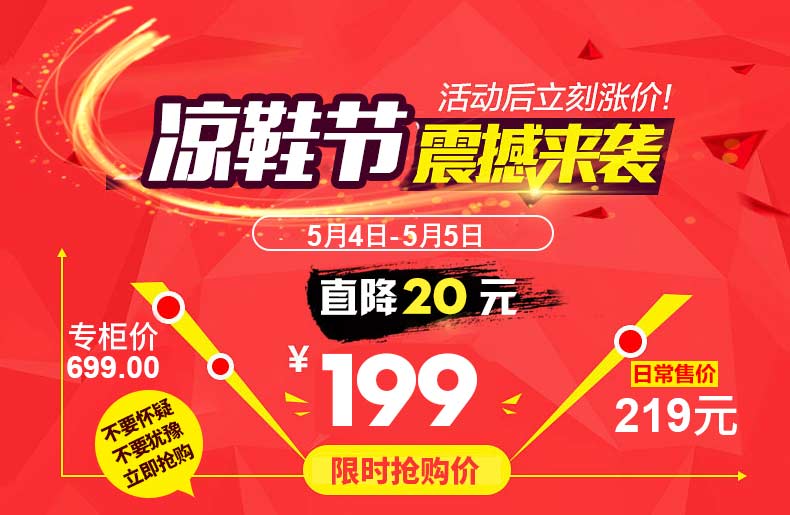 活动后立刻涨价!
凉鞋节
震撼来袭
5月4日-5月5日
直降20元
专柜价
699.00
¥199
日常售价
219元
不要怀疑
不要犹豫
立即抢购
限时抢购价